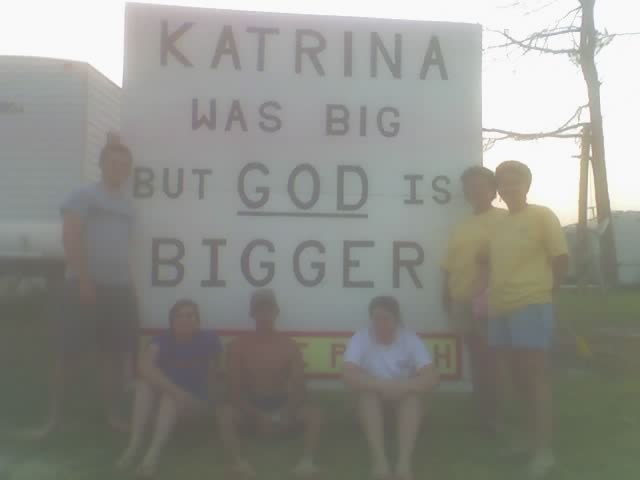 KATRINA
WAS BIG
BUT GOD IS
BIGGER